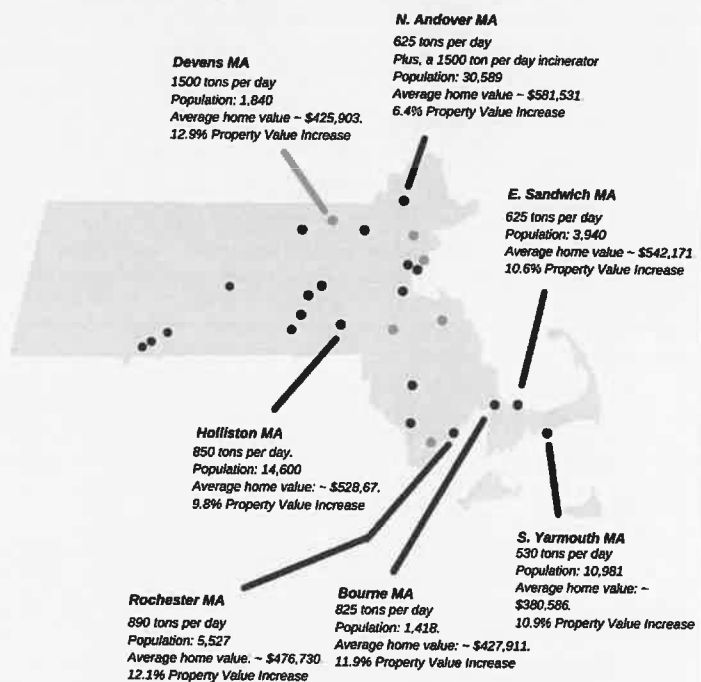 N. Andover MA
625 tons per day
Plus, a 1500 ton per day incinerator
Population: 30,589
Average home value ~ $581,531
6.4% Property Value Increase
Devens MA
1500 tons per day
Population: 1,840
Average home value ~ $425,903.
12.9% Property Value Increase
E. Sandwich MA
625 tons per day
Population: 3,940
Average home value ~ $542,171
10.6% Property Value Increase
Holliston MA
850 tons per day.
Population: 14,600
Average home value: ~ $528,67.
9.8% Property Value Increase
S. Yarmouth MA
530 tons per day
Population: 10,981
Average home value: ~
$380,586.
10.9% Property Value Increase
Rochester MA
890 tons per day
Population: 5,527
Average home value. ~ $476,730
12.1% Property Value Increase
Bourne MA
825 tons per day
Population: 1,418.
Average home value: ~ $427,911.
11.9% Property Value Increase